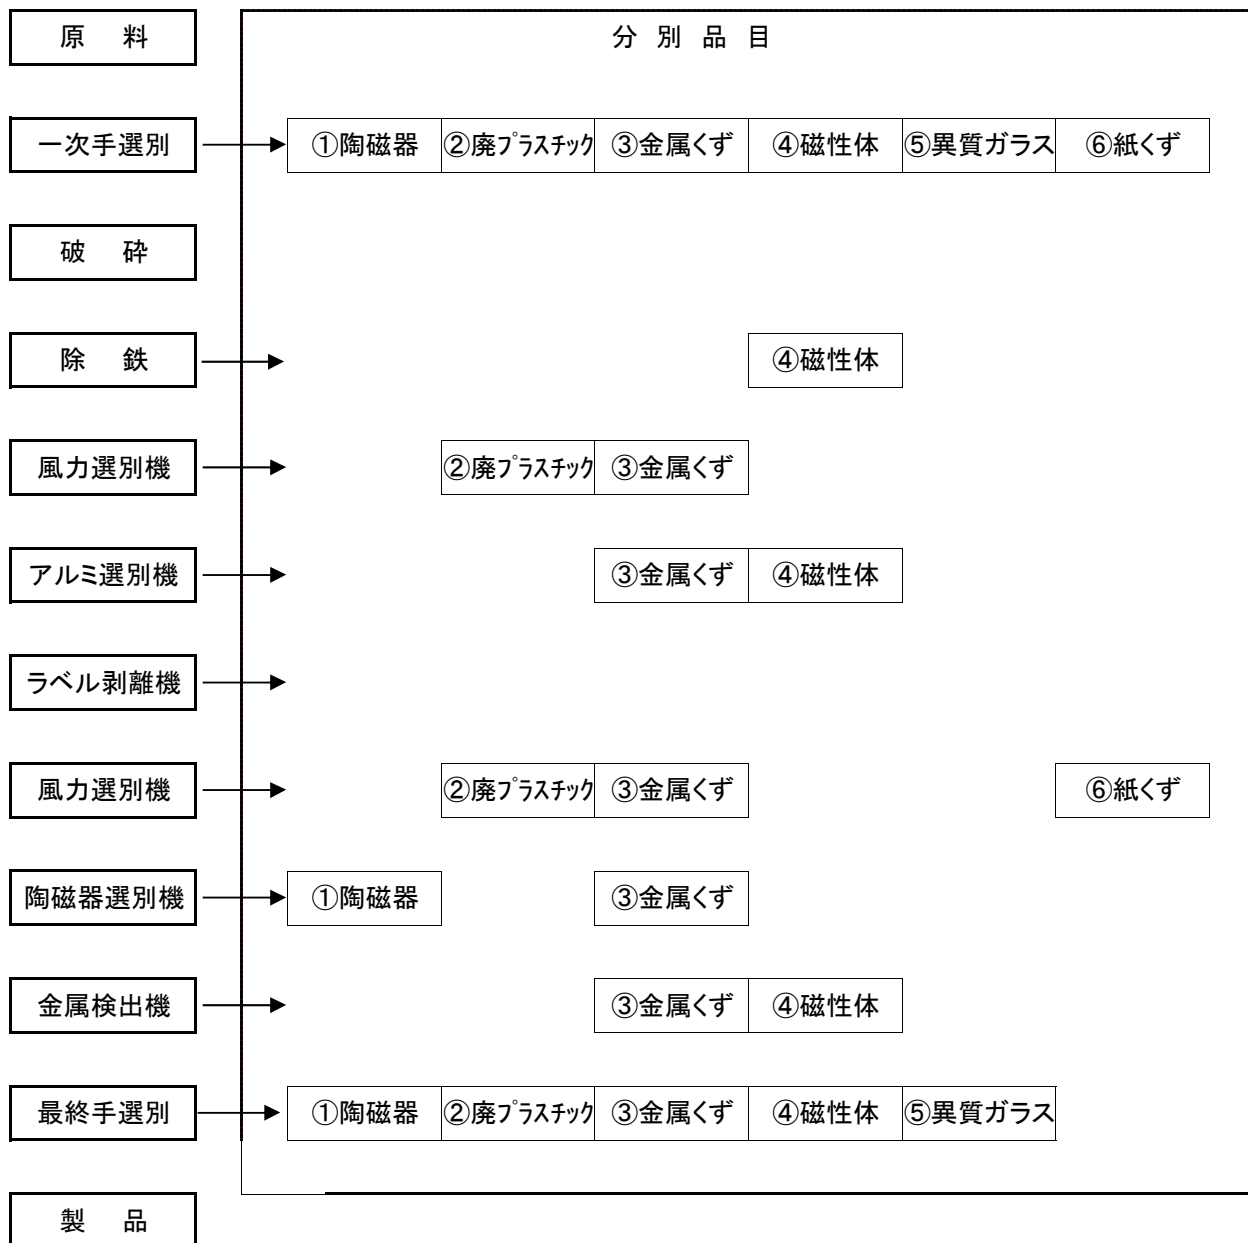 原 料 分 別 品 目
一次手選別 ①陶磁器 ②廃ﾌﾟﾗｽﾁｯｸ ③金属くず ④磁性体 ⑤異質ガラス ⑥紙くず
破 砕
除 鉄 ④磁性体
風力選別機 ②廃ﾌﾟﾗｽﾁｯｸ ③金属くず
アルミ選別機 ③金属くず ④磁性体
ラベル剥離機
風力選別機 ②廃ﾌﾟﾗｽﾁｯｸ ③金属くず ⑥紙くず
陶磁器選別機 ①陶磁器 ③金属くず
金属検出機 ③金属くず ④磁性体
最終手選別 ①陶磁器 ②廃ﾌﾟﾗｽﾁｯｸ ③金属くず ④磁性体 ⑤異質ガラス
製 品